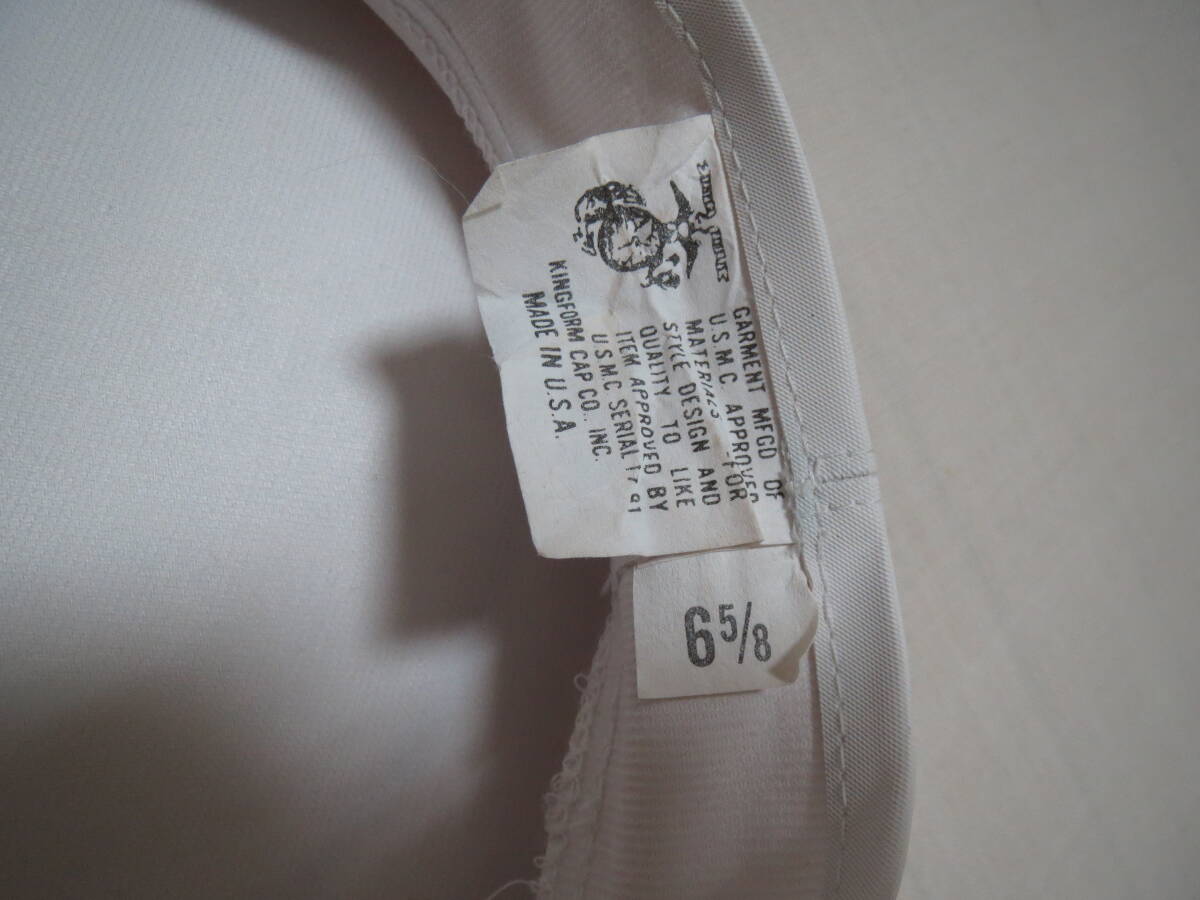 GARMENT MFGD OF
U.S.M.C. APPROVED
MATERIALS FOR
STYLE DESIGN AND
QUALITY TO LIKE
ITEM APPROVED BY
U.S.M.C SERIAL
KINGFORM CAP CO., INC.
MADE IN U.S.A.
6 5/8